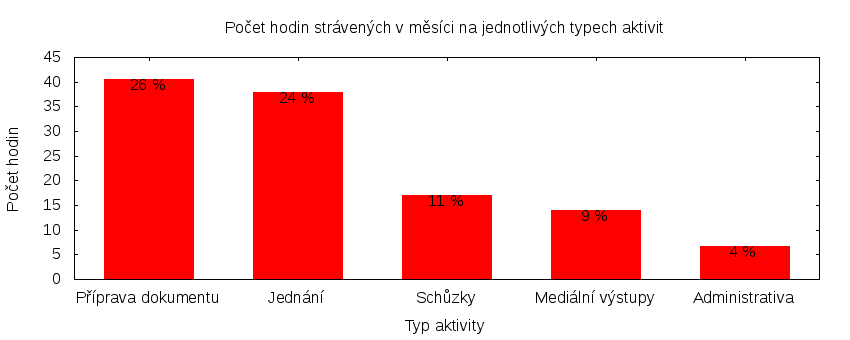 Počet hodin strávených v měsíci na jednotlivých typech aktivit
Počet hodin
45
40
35
30
25
20
15
10
5
0
26 %
24 %
11 %
9 %
4 %
Příprava dokumentu
Jednání
Schůzky
Mediální výstupy
Administrativa
Typ aktivity